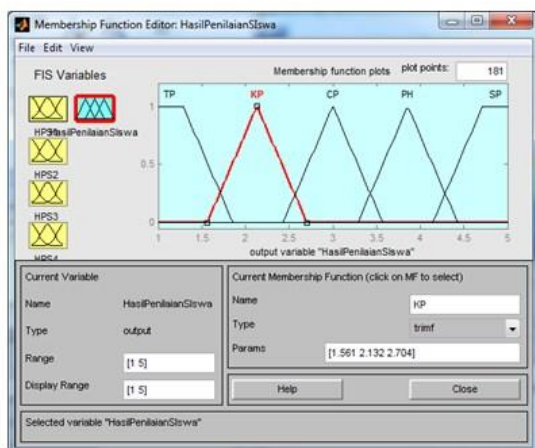 Membership Function Editor: HasilPenilaianSIswa
File Edit View
FIS Variables
Membership function plots plot points: 181
HasilPenilaianSIswa
HPS2
HPS3
HPS4
TP KP CP PH SP
1
0.5
0
1 1.5 2 2.5 3 3.5 4 4.5 5
output variable "HasilPenilaianSIswa"
Current Variable
Name HasilPenilaianSIswa
Type output
Range [1 5]
Display Range [1 5]
Current Membership Function (click on MF to select)
Name KP
Type trimf
Params [1.561 2.132 2.704]
Help Close
Selected variable "HasilPenilaianSIswa"